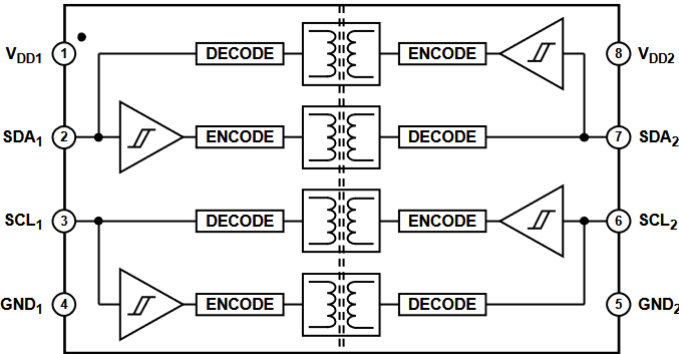 VDD1 1 DECODE ENCODE 8 VDD2
SDA1 2 ENCODE DECODE 7 SDA2
SCL1 3 DECODE ENCODE 6 SCL2
GND1 4 ENCODE DECODE 5 GND2